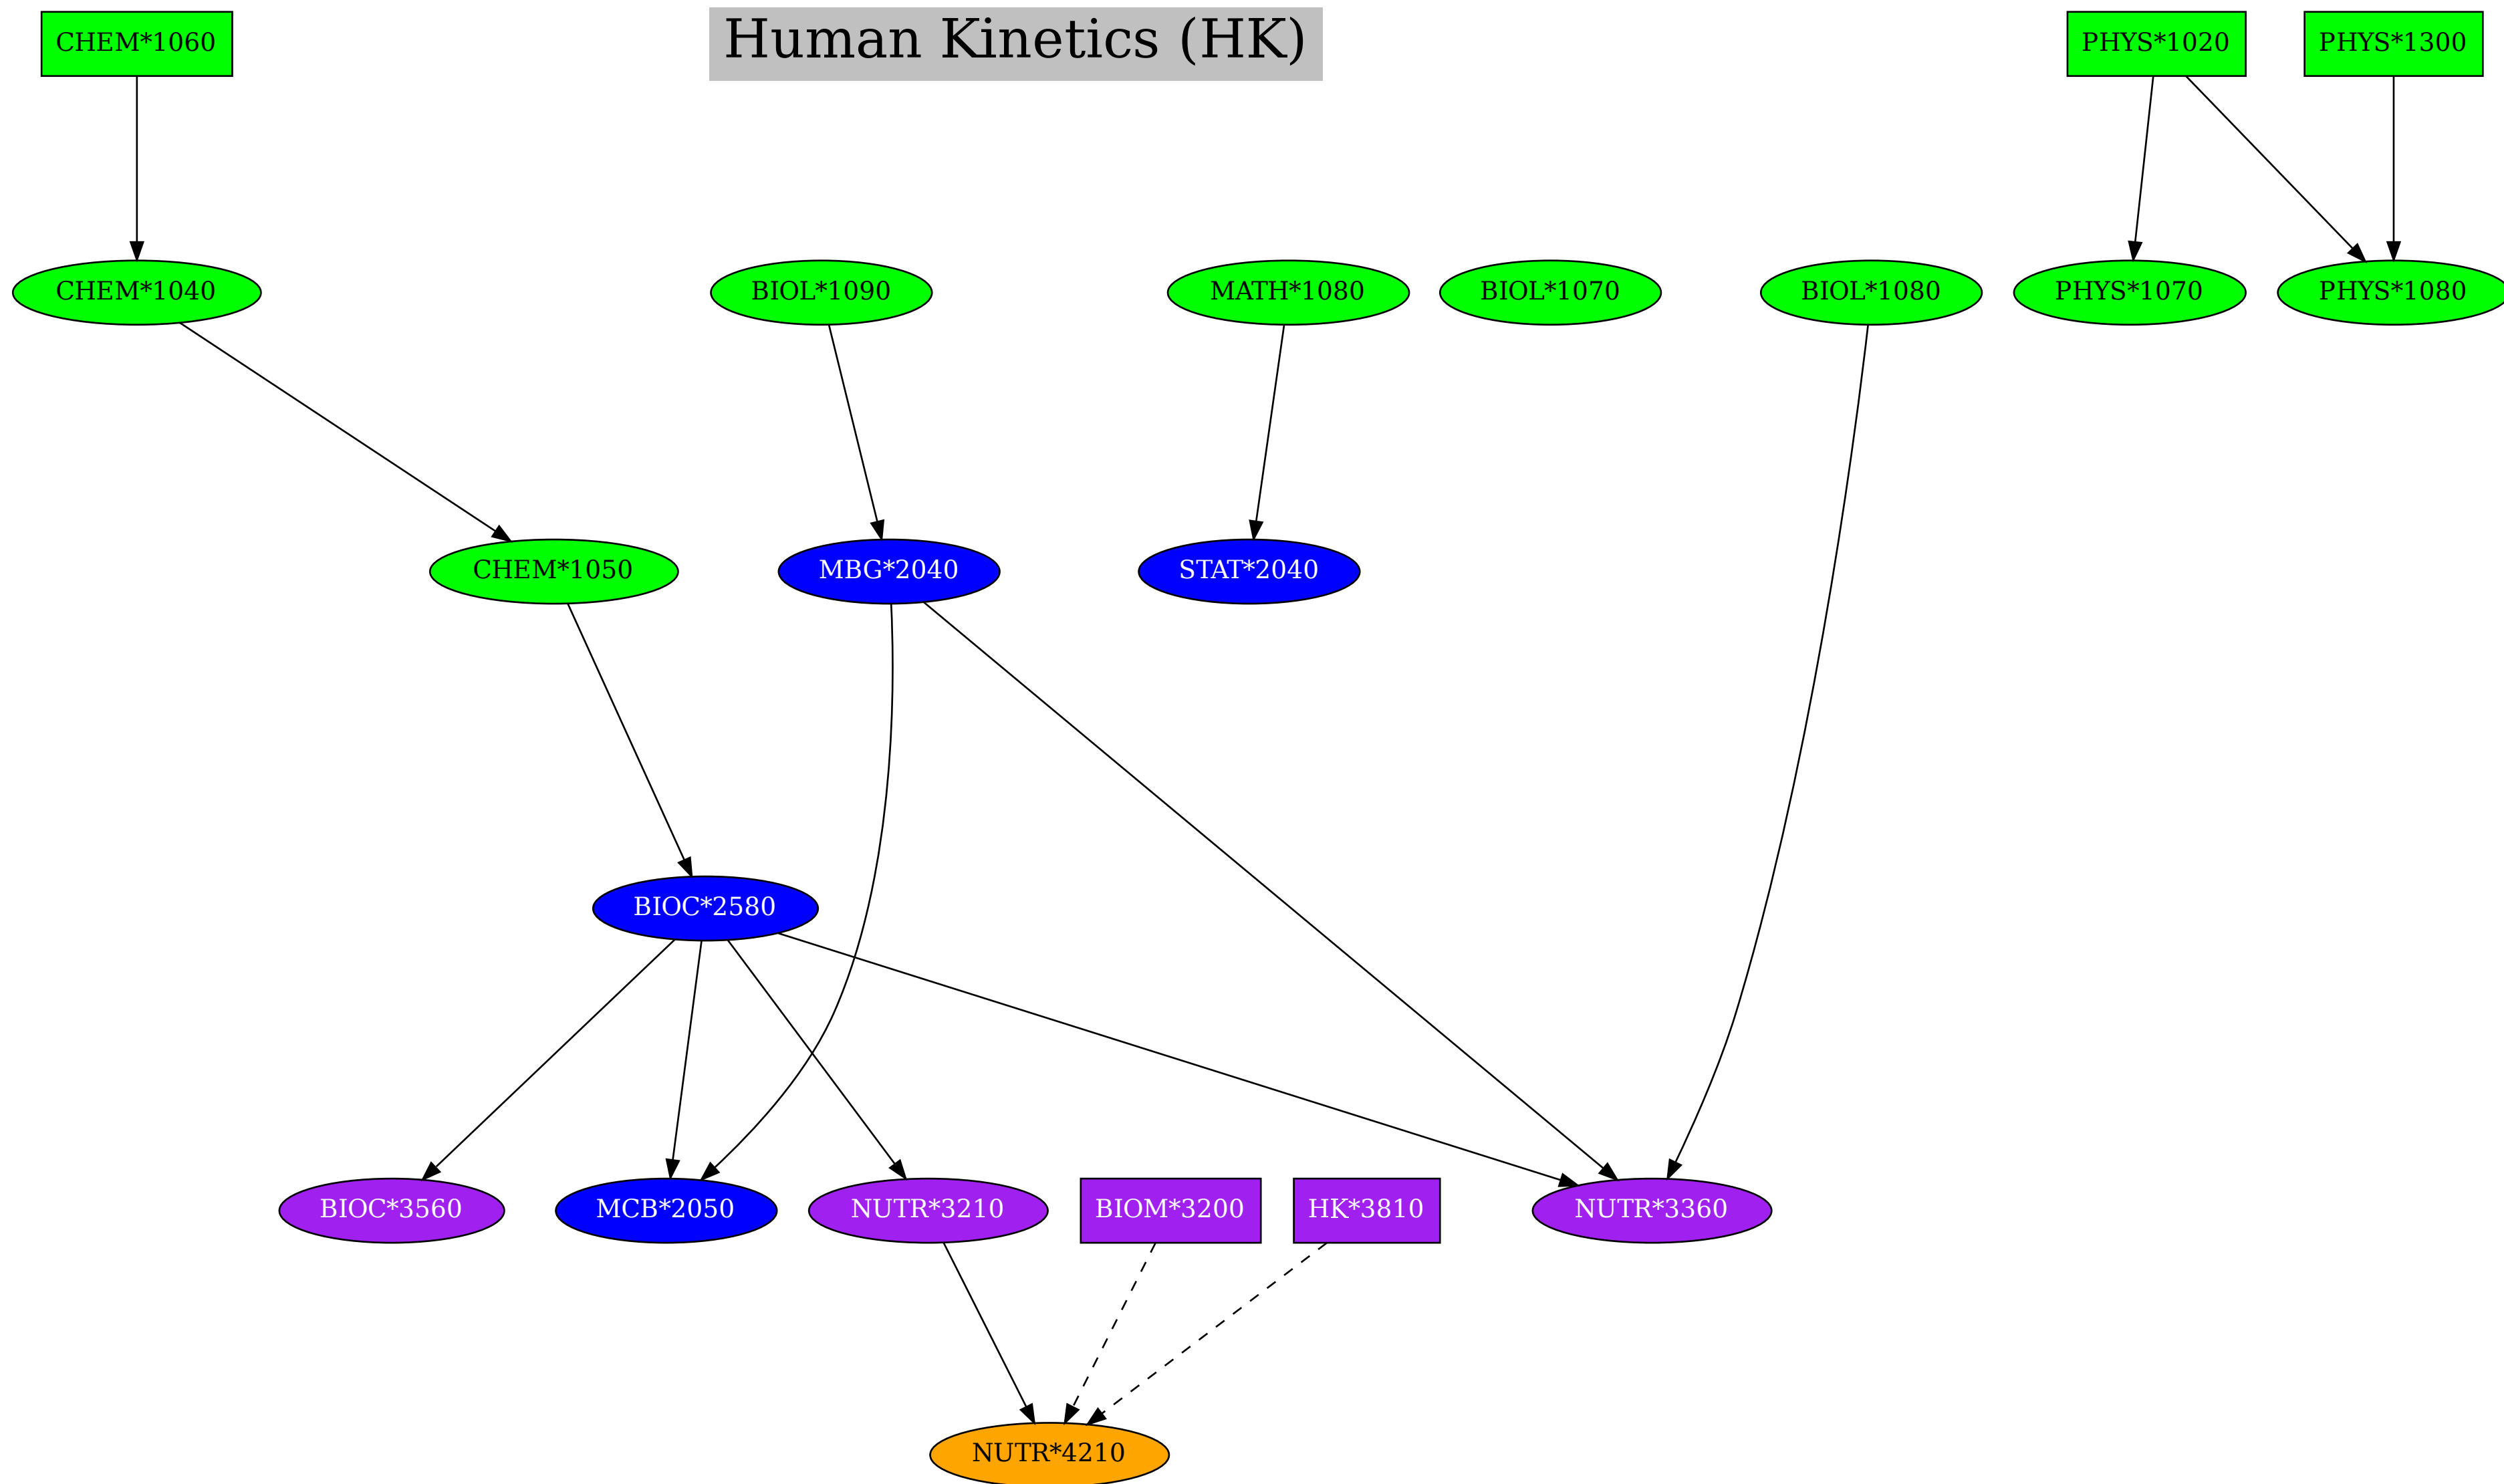 CHEM*1060
Human Kinetics (HK)
PHYS*1020
PHYS*1300
CHEM*1040
BIOL*1090
MATH*1080
BIOL*1070
BIOL*1080
PHYS*1070
PHYS*1080
CHEM*1050
MBG*2040
STAT*2040
BIOC*2580
BIOC*3560
MCB*2050
NUTR*3210
BIOM*3200
HK*3810
NUTR*3360
NUTR*4210